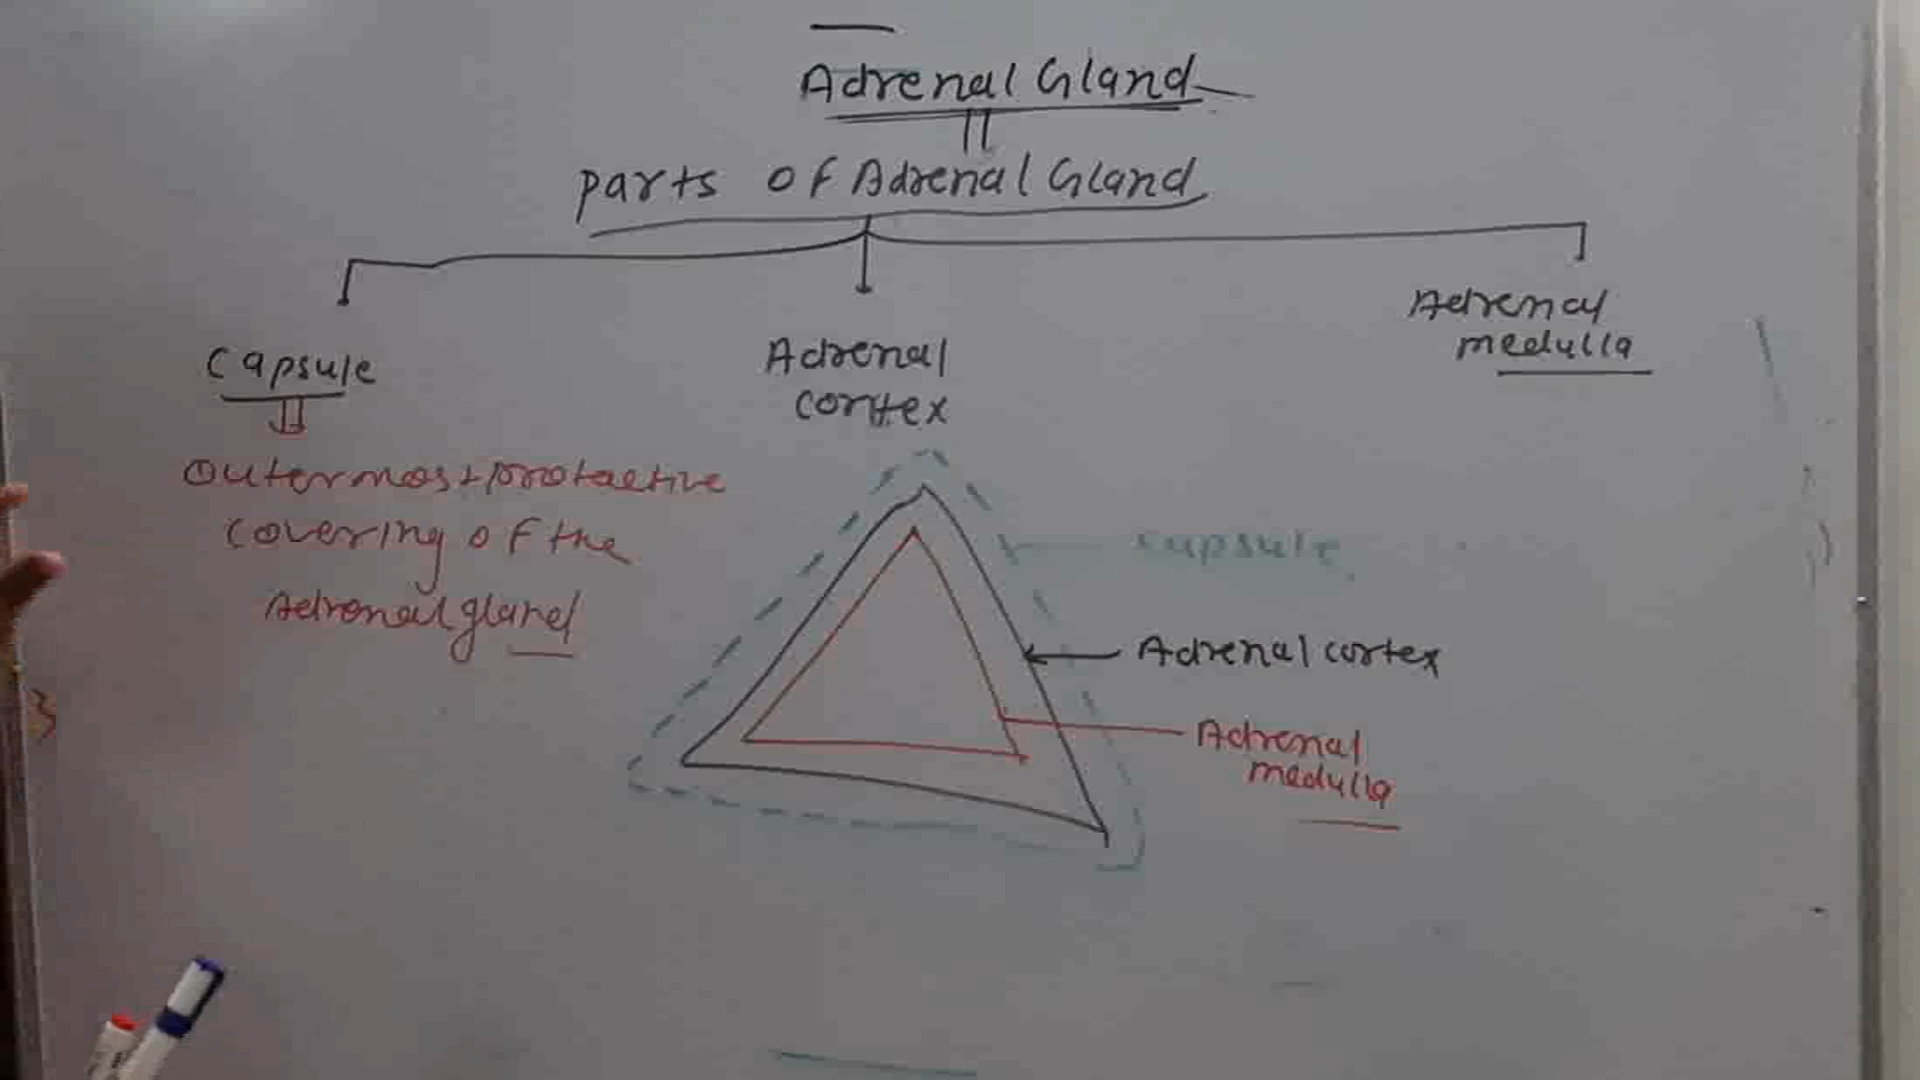 Adrenal Gland
parts of Adrenal Gland
Capsule
Adrenal
cortex
Adrenal
medulla
Outermost protective
covering of the
Adrenal gland
capsule
Adrenal cortex
Adrenal
medulla